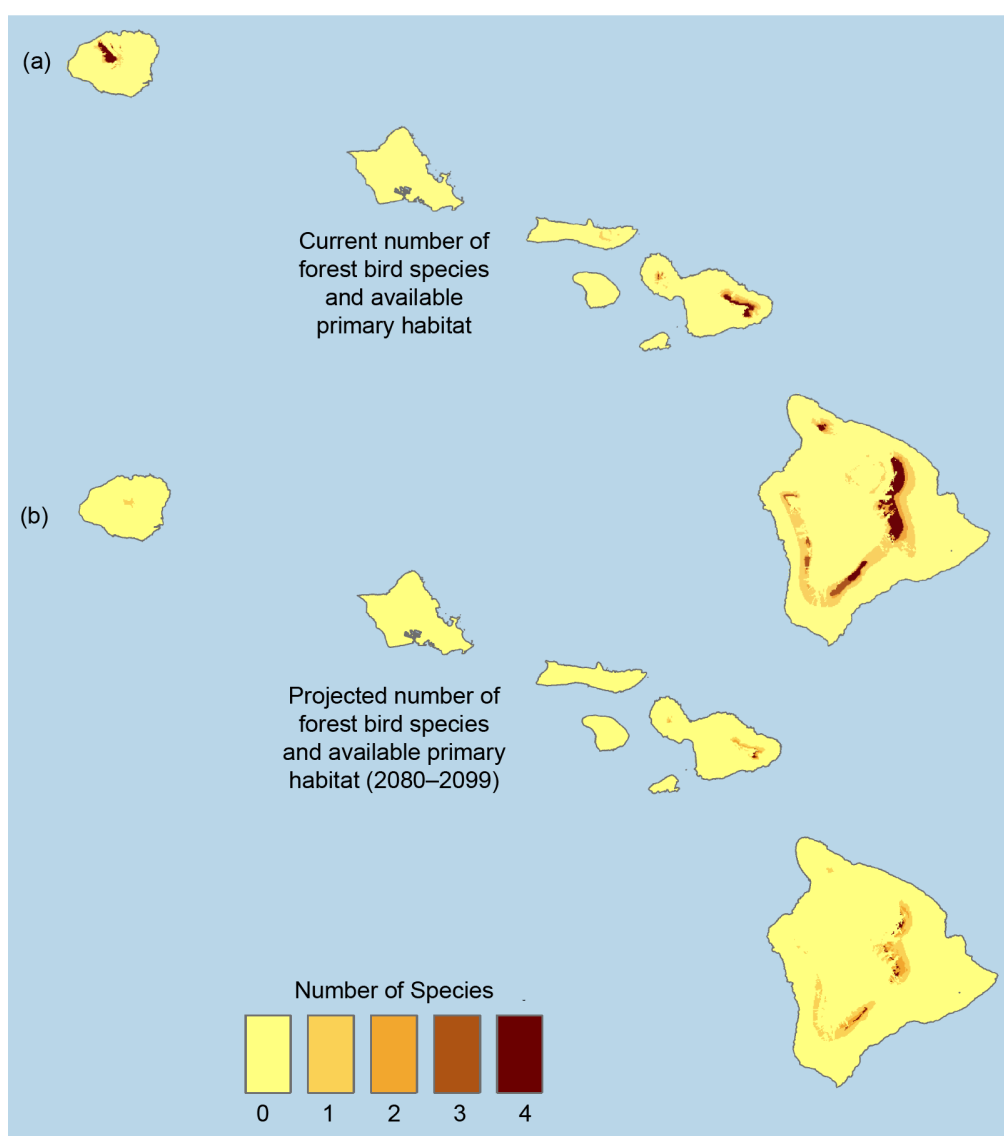 (a)
Current number of
forest bird species
and available
primary habitat
(b)
Projected number of
forest bird species
and available primary
habitat (2080–2099)
Number of Species
0 1 2 3 4